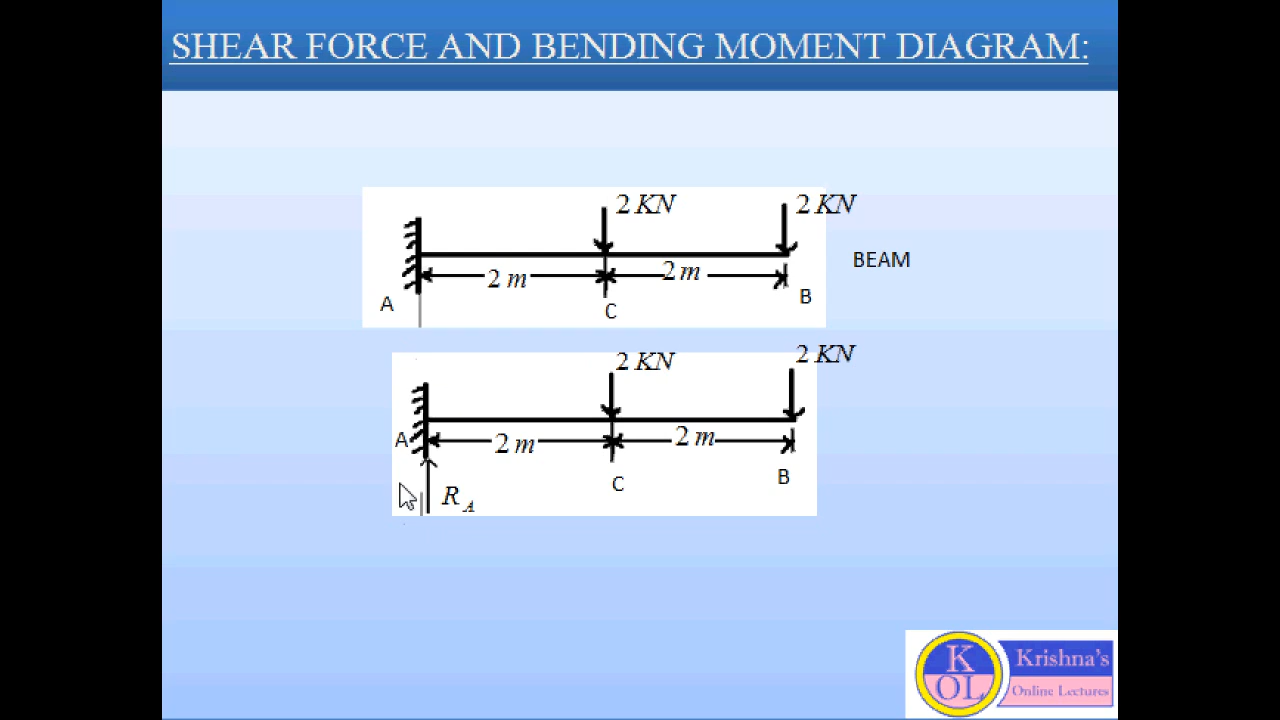 SHEAR FORCE AND BENDING MOMENT DIAGRAM:
2 KN 2 KN
BEAM
2 m 2 m
A C B
2 KN 2 KN
A 2 m 2 m
C B
R A
K Krishna's
OL Online Lectures